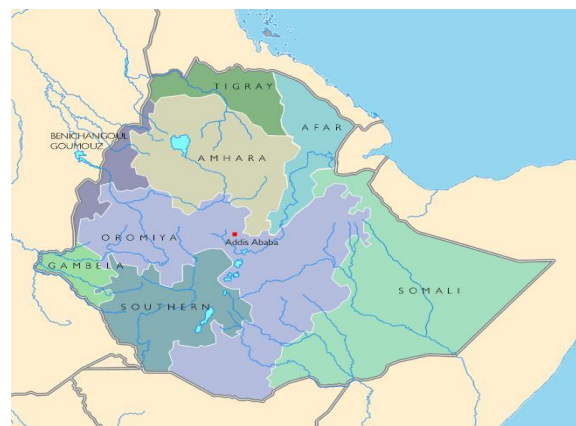 TIGRAY
AFAR
BENICHANGOUL
GOUMOUZ
AMHARA
OROMIYA
Addis Ababa
GAMBELA
SOMALI
SOUTHERN